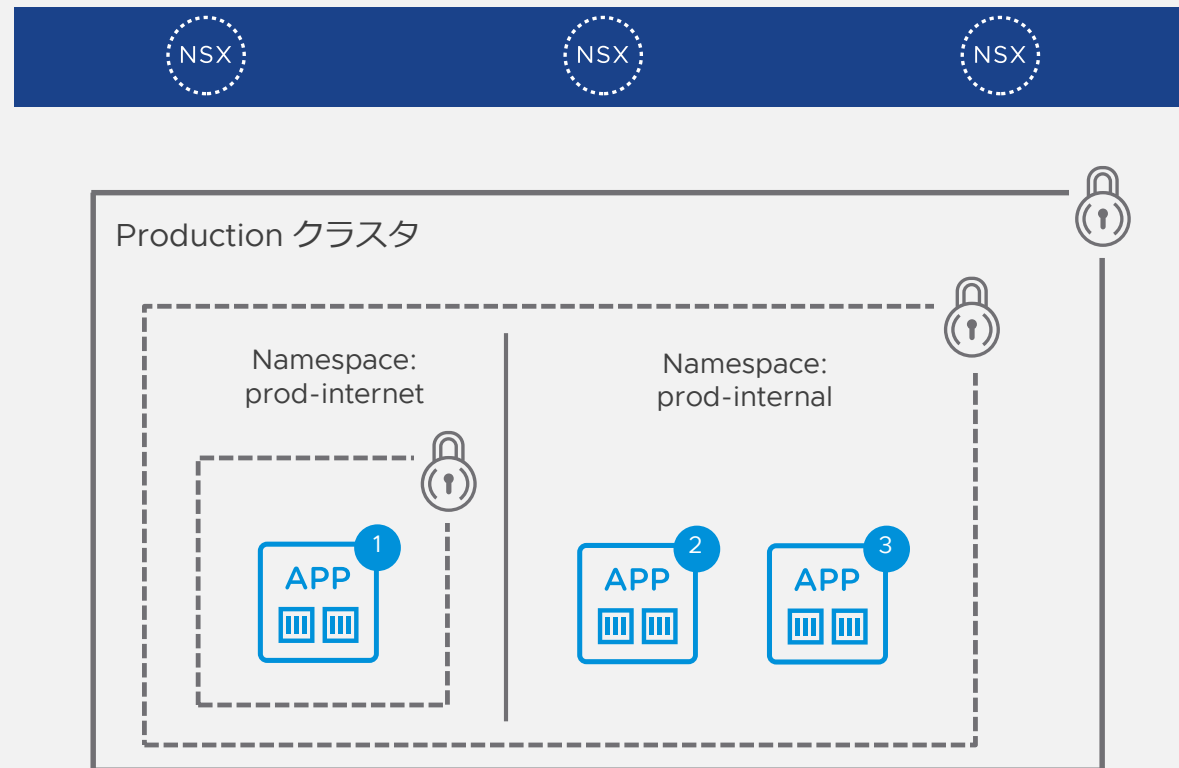 NSX
NSX
NSX
Production クラスタ
Namespace:
prod-internet
Namespace:
prod-internal
1
APP
2
APP
3
APP